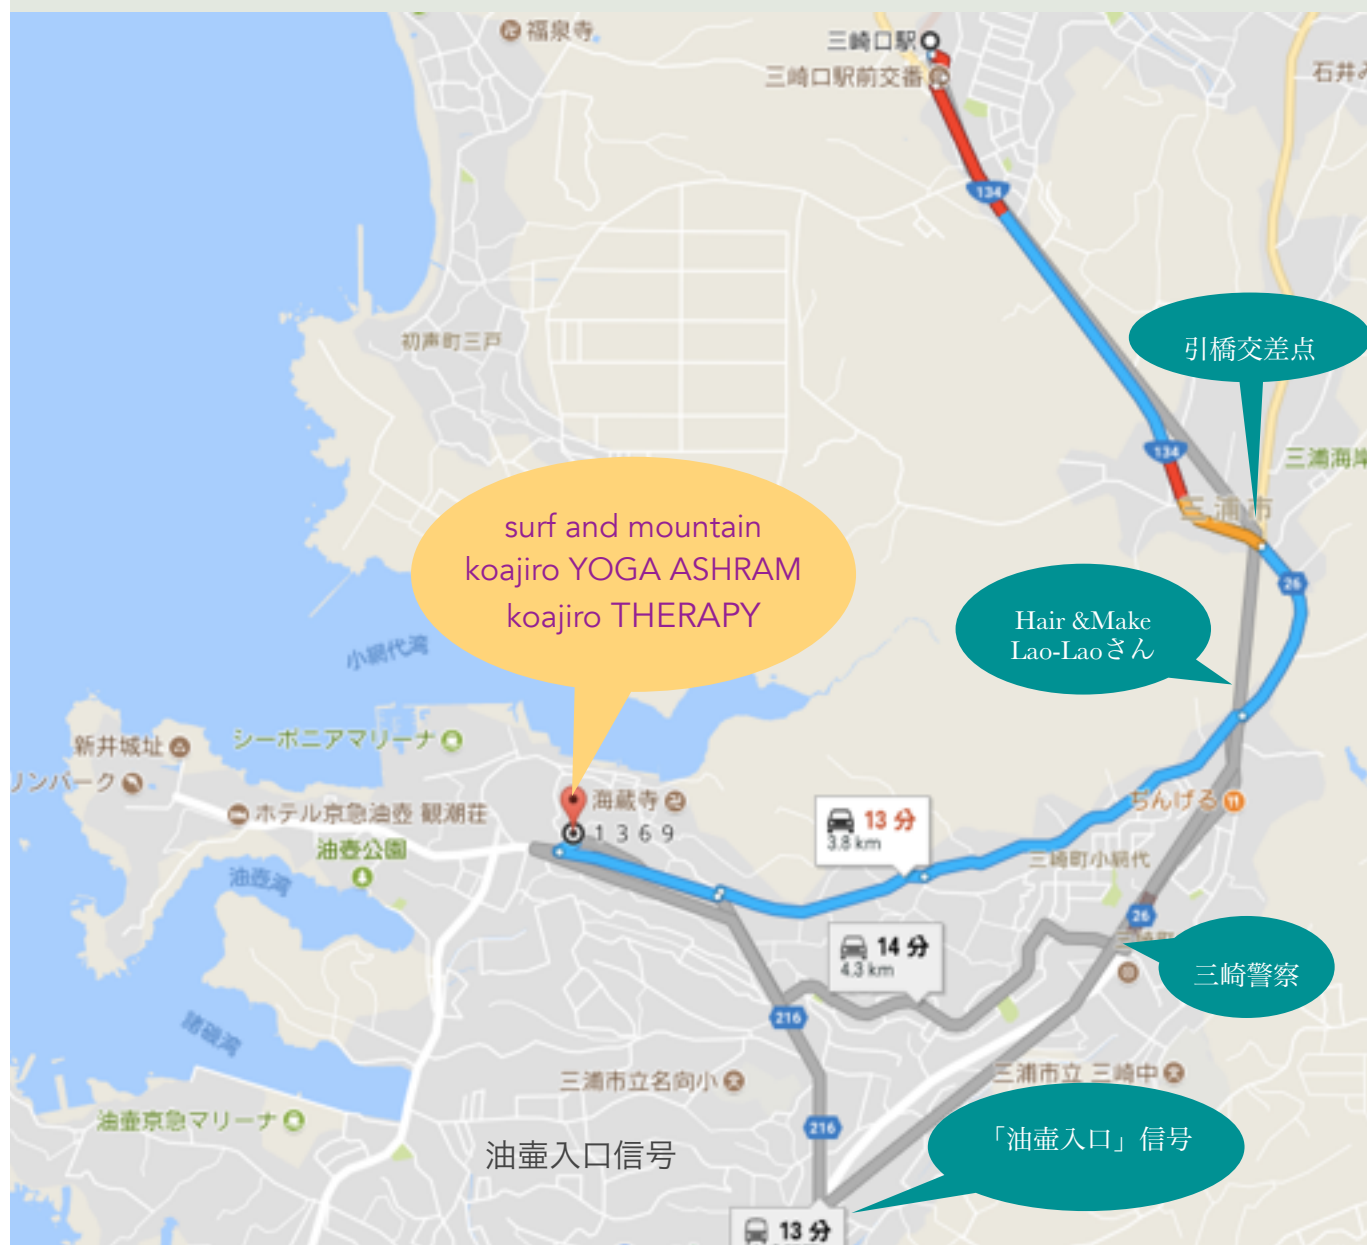 福泉寺
三崎口駅
三崎口駅前交番
石井
134
初声町三戸
引橋交差点
134
三浦海岸
三浦市
surf and mountain
koajiro YOGA ASHRAM
koajiro THERAPY
26
Hair &Make
Lao-Laoさん
小網代湾
新井城址
シーボニアマリーナ
リンパーク
ホテル京急油壺 観潮荘
海蔵寺
1369
13 分
3.8 km
ちんげる
油壺公園
油壺湾
三崎町小網代
26
14 分
4.3 km
三崎警察
216
諸磯湾
三浦市立名向小
三浦市立 三崎中
油壷京急マリーナ
216
「油壷入口」信号
油壷入口信号
13 分